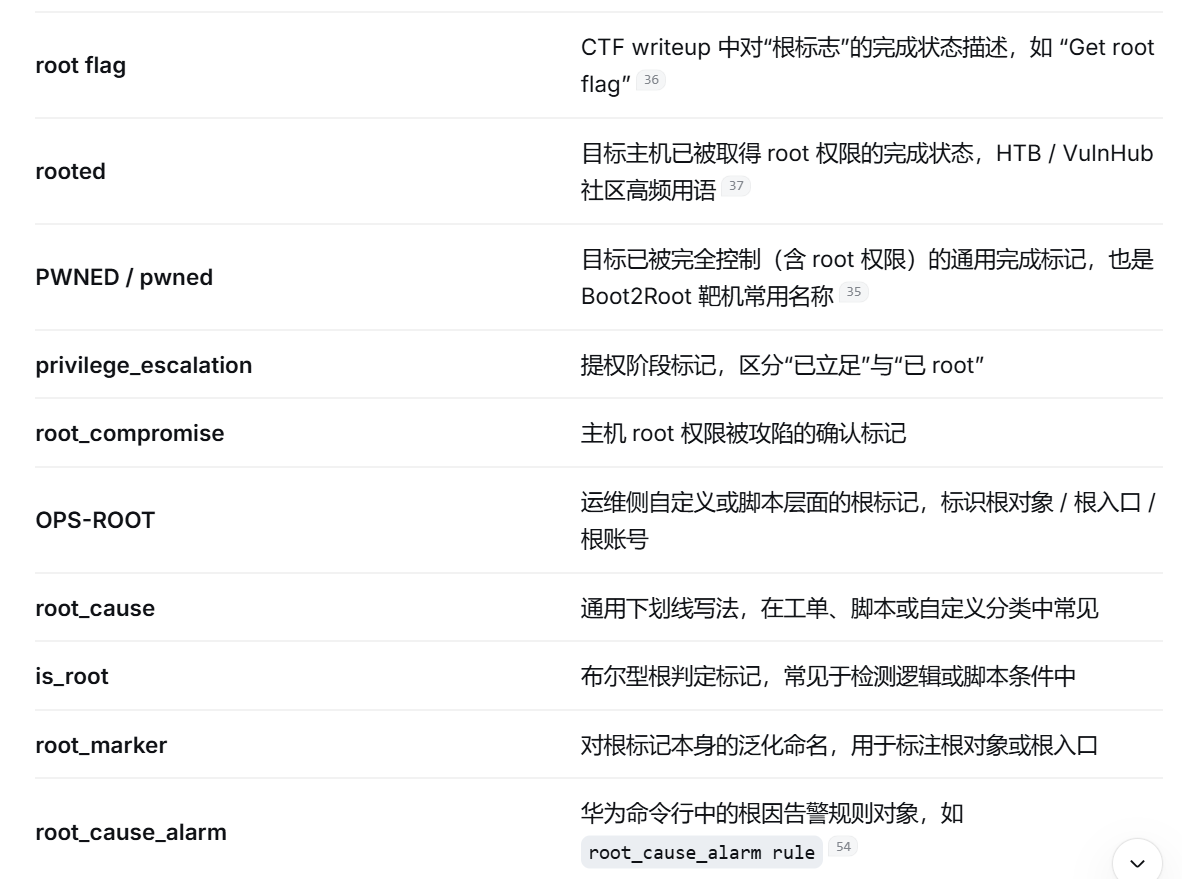 root flag
CTF writeup 中对“根标志”的完成状态描述，如 “Get root
flag” 36
rooted
目标主机已被取得 root 权限的完成状态，HTB / VulnHub
社区高频用语 37
PWNED / pwned
目标已被完全控制（含 root 权限）的通用完成标记，也是
Boot2Root 靶机常用名称 35
privilege_escalation
提权阶段标记，区分“已立足”与“已 root”
root_compromise
主机 root 权限被攻陷的确认标记
OPS-ROOT
运维侧自定义或脚本层面的根标记，标识根对象 / 根入口 /
根账号
root_cause
通用下划线写法，在工单、脚本或自定义分类中常见
is_root
布尔型根判定标记，常见于检测逻辑或脚本条件中
root_marker
对根标记本身的泛化命名，用于标注根对象或根入口
root_cause_alarm
华为命令行中的根因告警规则对象，如
root_cause_alarm rule 54